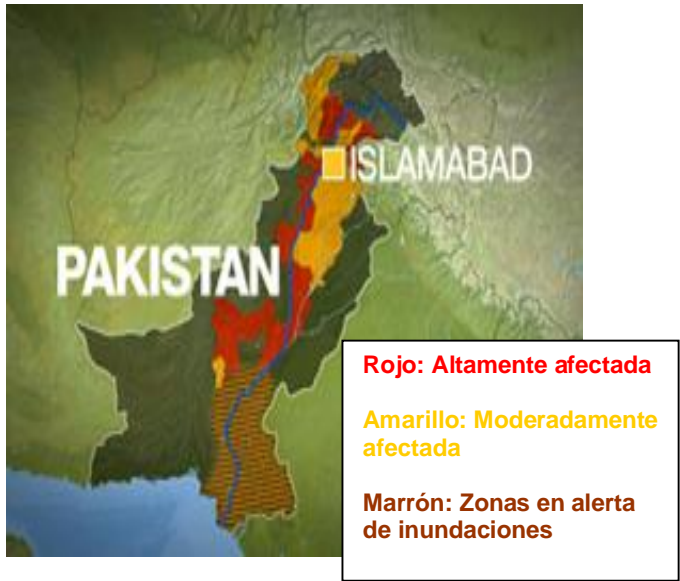 ISLAMABAD
PAKISTAN
Rojo: Altamente afectada
Amarillo: Moderadamente
afectada
Marrón: Zonas en alerta
de inundaciones